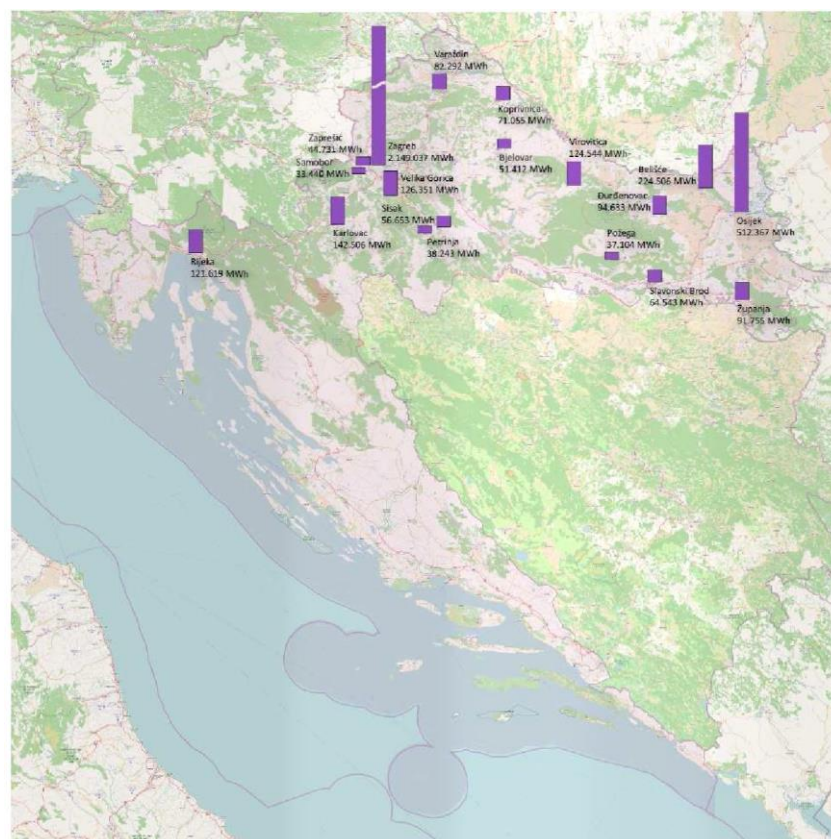 Varaždin
82.292 MWh
Koprivnica
71.055 MWh
Zaprešić
44.731 MWh
Zagreb
2.149.037 MWh
Samobor
33.440 MWh
Velika Gorica
126.351 MWh
Bjelovar
51.417 MWh
Virovitica
124.544 MWh
Belišće
224.506 MWh
Đurđenovac
94.633 MWh
Osijek
512.367 MWh
Sisak
56.653 MWh
Karlovac
142.506 MWh
Petrinja
38.243 MWh
Požega
37.104 MWh
Rijeka
121.619 MWh
Slavonski Brod
64.543 MWh
Županja
91.755 MWh